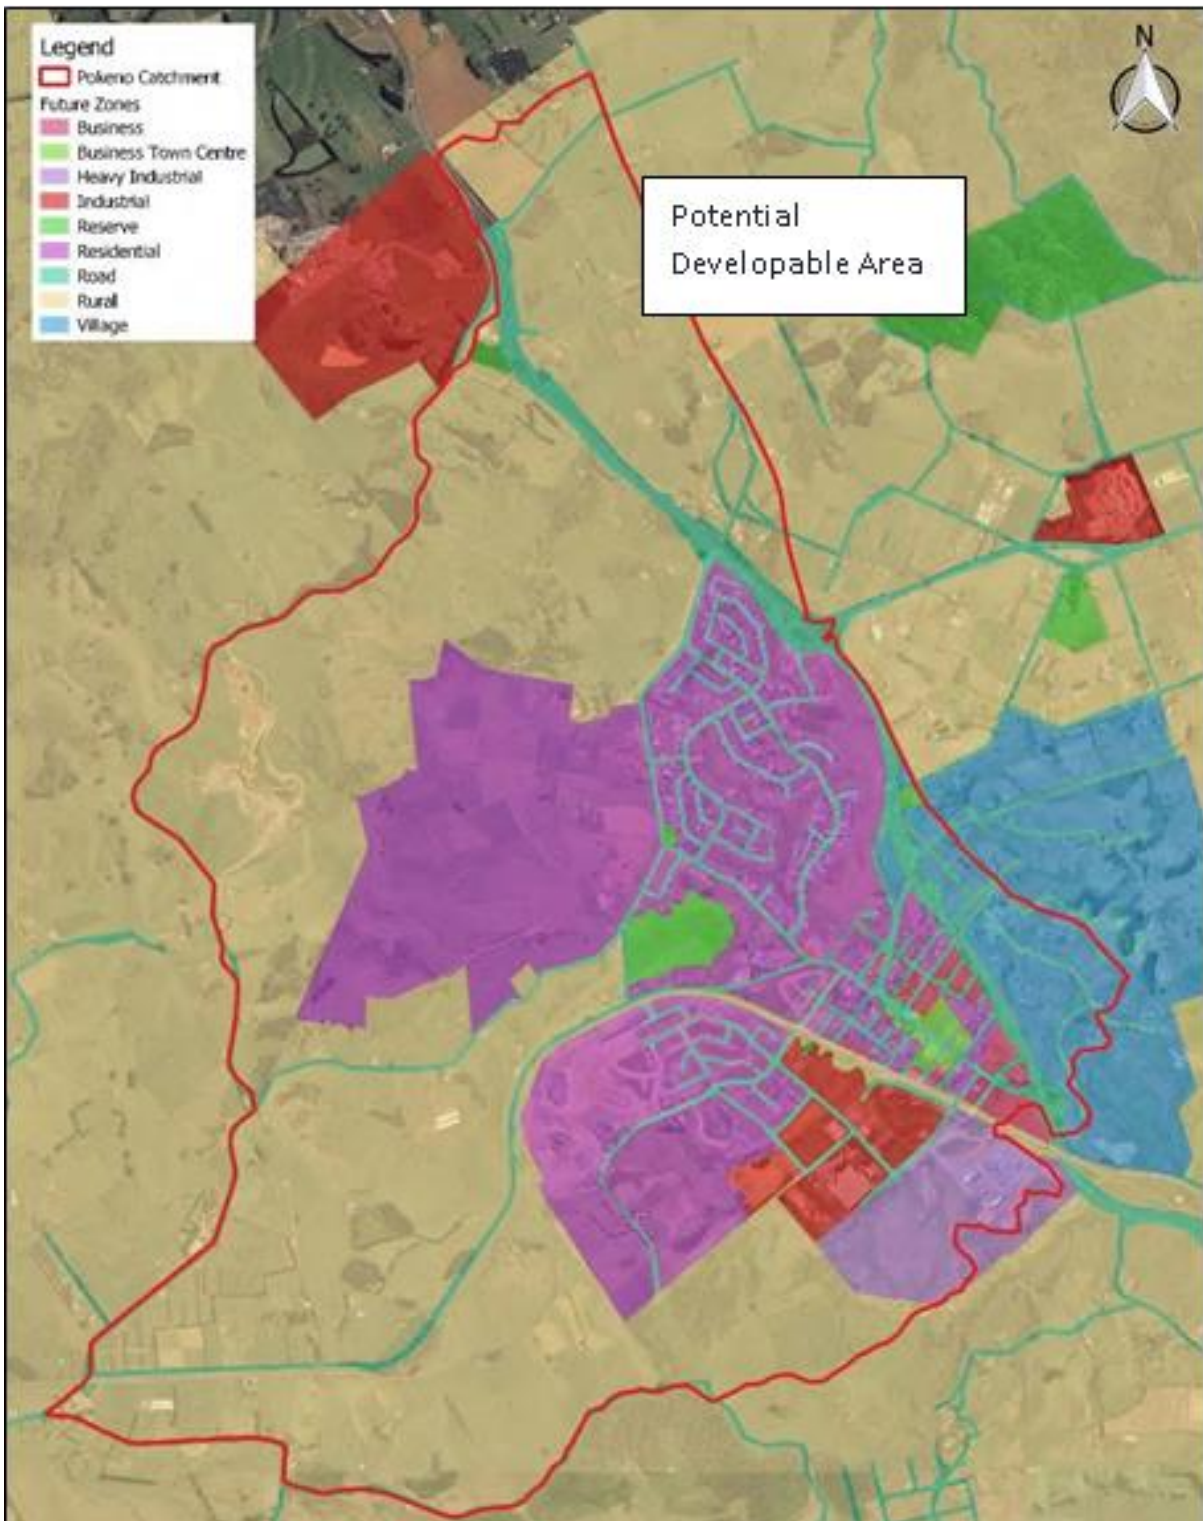 Legend
Pokeno Catchment
Future Zones
Business
Business Town Centre
Heavy Industrial
Industrial
Reserve
Residential
Road
Rurall
Village
N
Potential
Developable Area